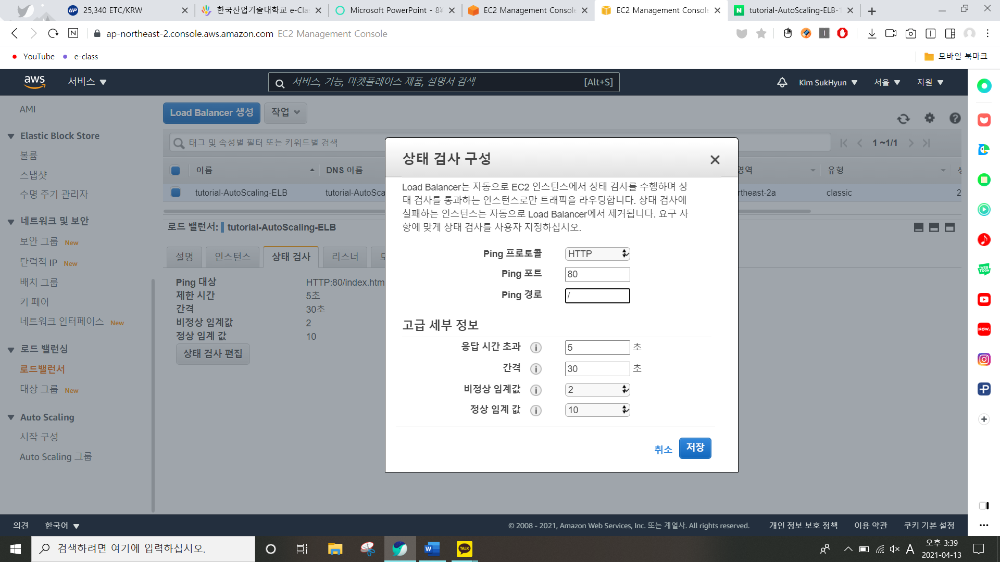 25,340 ETC/KRW
한국산업기술대학교 e-Cla
Microsoft PowerPoint - 8
EC2 Management Console
EC2 Management Console
tutorial-AutoScaling-ELB-1
ap-northeast-2.console.aws.amazon.com EC2 Management Console
YouTube
e-class
모바일 북마크
aws
서비스
서비스, 기능, 마켓플레이스 제품, 설명서 검색
[Alt+S]
Kim SukHyun
서울
지원
AMI
Elastic Block Store
볼륨
스냅샷
수명 주기 관리자
네트워크 및 보안
보안 그룹 New
탄력적 IP New
배치 그룹
키 페어
네트워크 인터페이스 New
로드 밸런싱
로드밸런서
대상 그룹 New
Auto Scaling
시작 구성
Auto Scaling 그룹
Load Balancer 생성
작업
태그 및 속성별 필터 또는 키워드별 검색
1 ~1/1
이름
DNS 이름
영역
유형
tutorial-AutoScaling-ELB
tutorial-AutoSca
rtheast-2a
classic
2
로드 밸런서: tutorial-AutoScaling-ELB
설명
인스턴스
상태 검사
리스너
Ping 대상 HTTP:80/index.htm
제한 시간 5초
간격 30초
비정상 임계값 2
정상 임계 값 10
상태 검사 편집
상태 검사 구성
Load Balancer는 자동으로 EC2 인스턴스에서 상태 검사를 수행하며 상
태 검사를 통과하는 인스턴스로만 트래픽을 라우팅합니다. 상태 검사에
실패하는 인스턴스는 자동으로 Load Balancer에서 제거됩니다. 요구 사
항에 맞게 상태 검사를 사용자 지정하십시오.
Ping 프로토콜 HTTP
Ping 포트 80
Ping 경로 /
고급 세부 정보
응답 시간 초과 5 초
간격 30 초
비정상 임계값 2
정상 임계 값 10
취소
저장
WEB
TOON
NOW.
의견
한국어
© 2008 - 2021, Amazon Web Services, Inc. 또는 계열사. All rights reserved.
개인 정보 보호 정책
이용 약관
쿠키 기본 설정
검색하려면 여기에 입력하십시오.
TALK
A
오후 3:39
2021-04-13